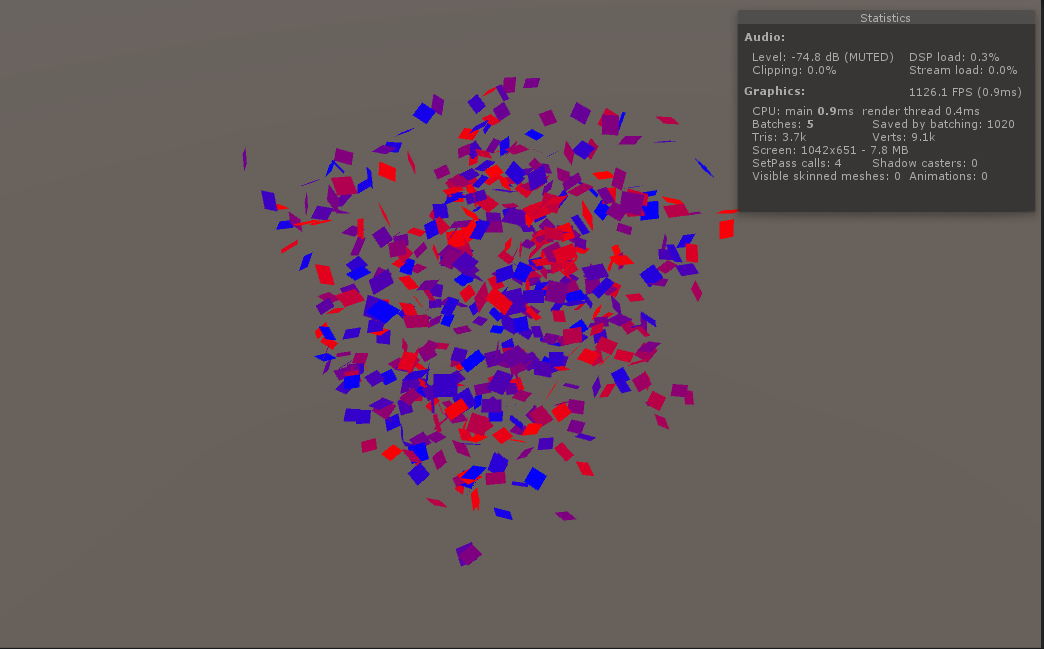 Statistics
Audio:
Level: -74.8 dB (MUTED) DSP load: 0.3%
Clipping: 0.0% Stream load: 0.0%
Graphics: 1126.1 FPS (0.9ms)
CPU: main 0.9ms render thread 0.4ms
Batches: 5 Saved by batching: 1020
Tris: 3.7k Verts: 9.1k
Screen: 1042x651 - 7.8 MB
SetPass calls: 4 Shadow casters: 0
Visible skinned meshes: 0 Animations: 0